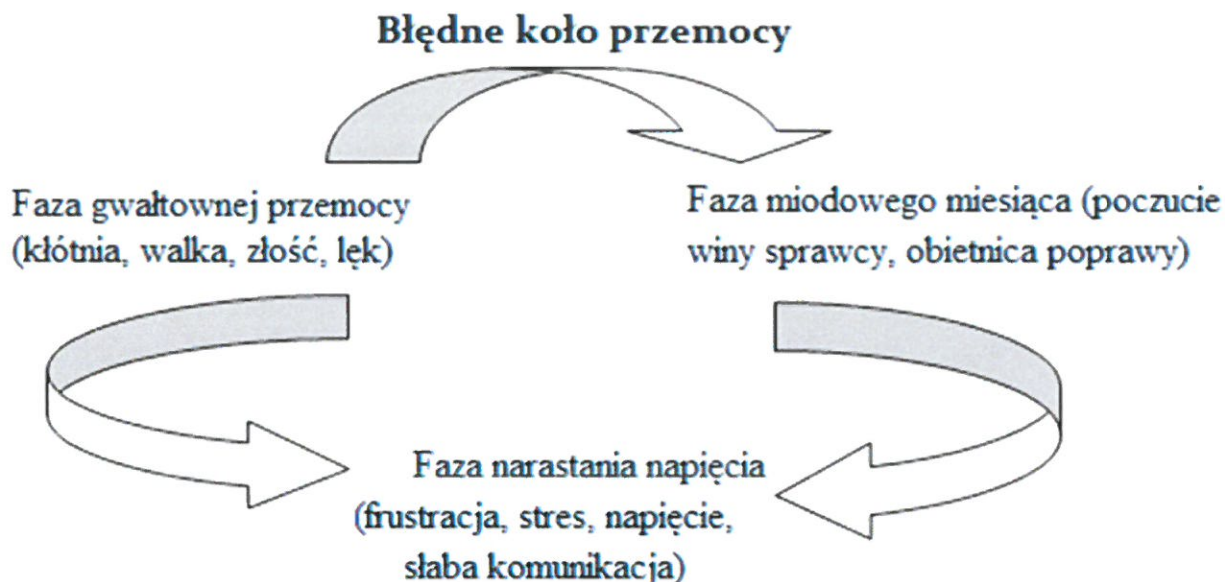 Błędne koło przemocy
Faza gwałtownej przemocy
(kłótnia, walka, złość, lęk)
Faza miodowego miesiąca (poczucie
winy sprawcy, obietnica poprawy)
Faza narastania napięcia
(frustracja, stres, napięcie,
słaba komunikacja)